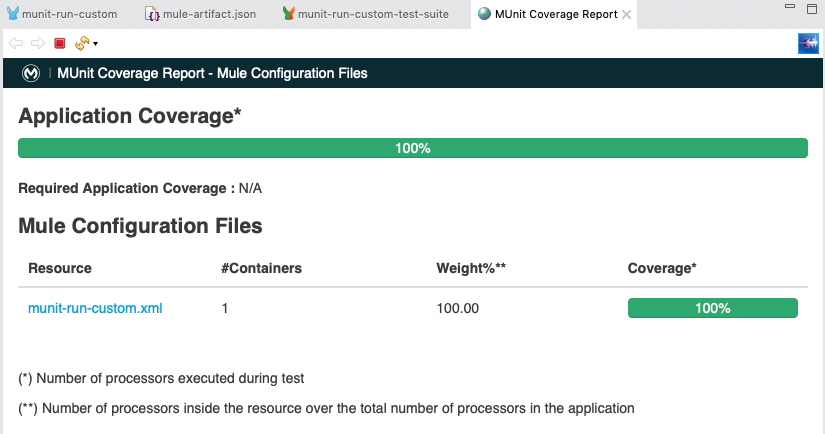 munit-run-custom mule-artifact.json munit-run-custom-test-suite MUnit Coverage Report
MUnit Coverage Report - Mule Configuration Files
Application Coverage*
100%
Required Application Coverage : N/A
Mule Configuration Files
Resource #Containers Weight%** Coverage*
munit-run-custom.xml 1 100.00 100%
(*) Number of processors executed during test
(**) Number of processors inside the resource over the total number of processors in the application